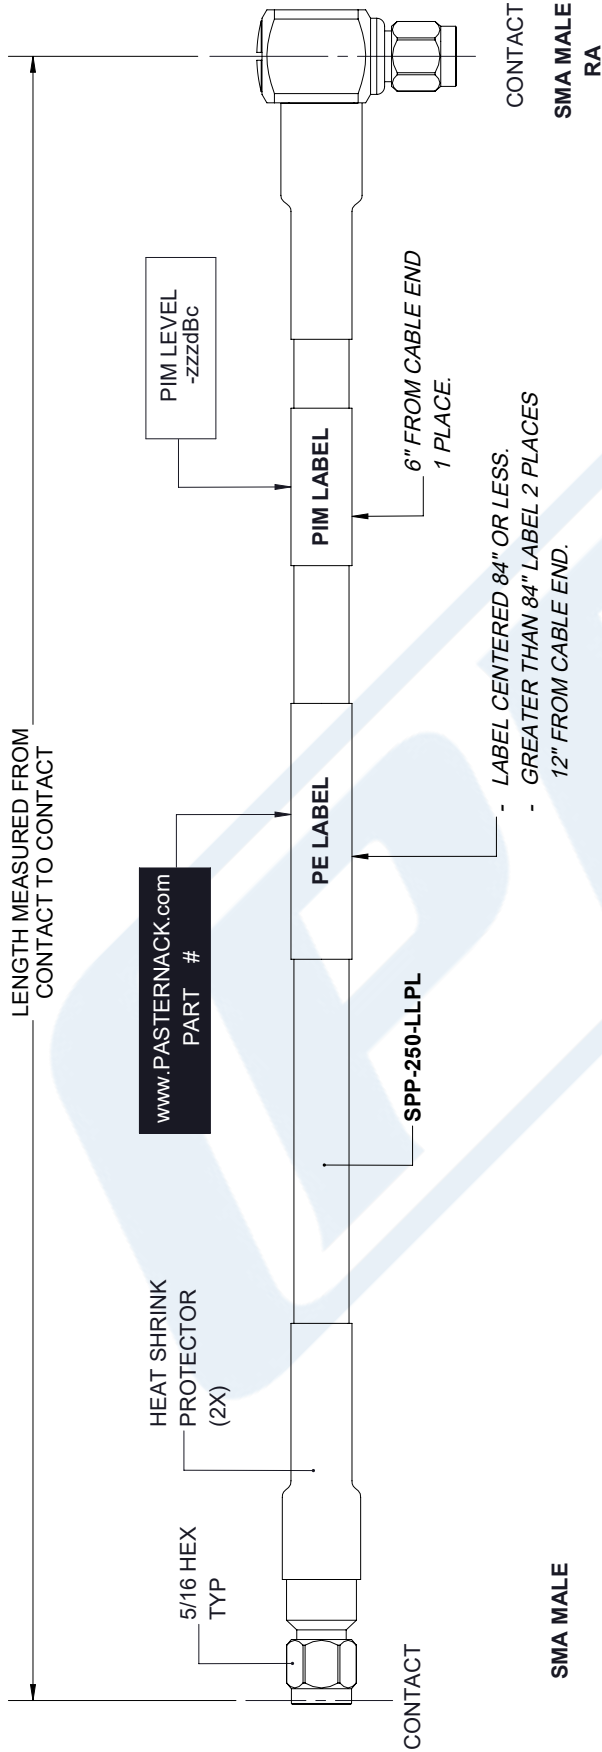 LENGTH MEASURED FROM
CONTACT TO CONTACT
www.PASTERNACK.com
PART #
PIM LEVEL
-zzzdBc
HEAT SHRINK
PROTECTOR
(2X)
5/16 HEX
TYP
PE LABEL
PIM LABEL
6" FROM CABLE END
1 PLACE.
SPP-250-LLPL
- LABEL CENTERED 84" OR LESS.
- GREATER THAN 84" LABEL 2 PLACES
12" FROM CABLE END.
CONTACT
SMA MALE
CONTACT
SMA MALE
RA